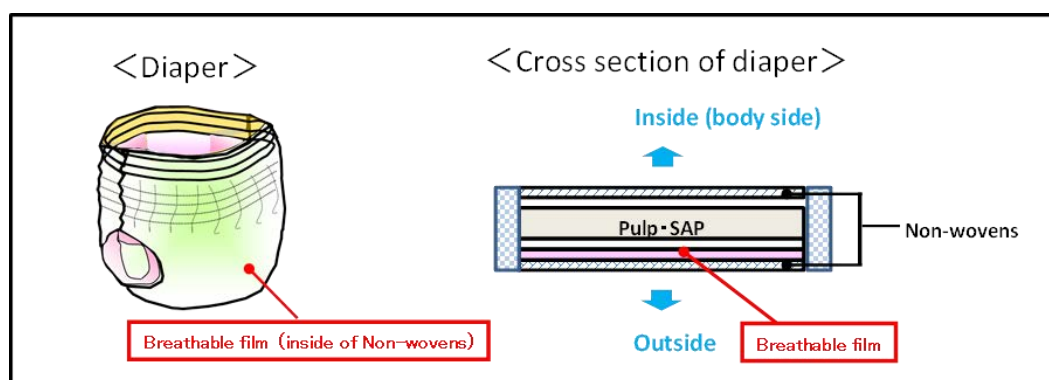 ＜Diaper＞
＜Cross section of diaper＞
Inside (body side)
Pulp・SAP
Non-wovens
Breathable film (inside of Non-wovens)
Outside
Breathable film